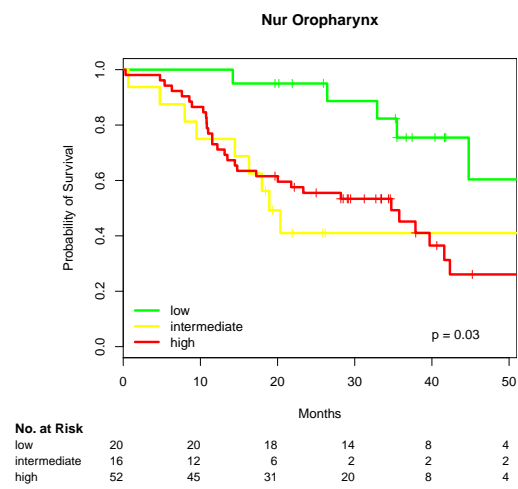 Nur Oropharynx
Probability of Survival
1.0
0.8
0.6
0.4
0.2
0.0
low
intermediate
high
p = 0.03
0 10 20 30 40 50
Months
No. at Risk
low 20 20 18 14 8 4
intermediate 16 12 6 2 2 2
high 52 45 31 20 8 4